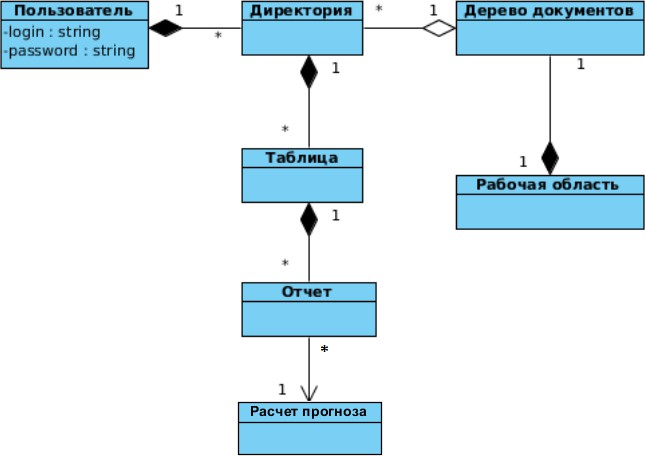 Пользователь
-login : string
-password : string
1
*
Директория
*
1
Дерево документов
1
*
1
1
Таблица
Рабочая область
1
*
Отчет
*
1
Расчет прогноза